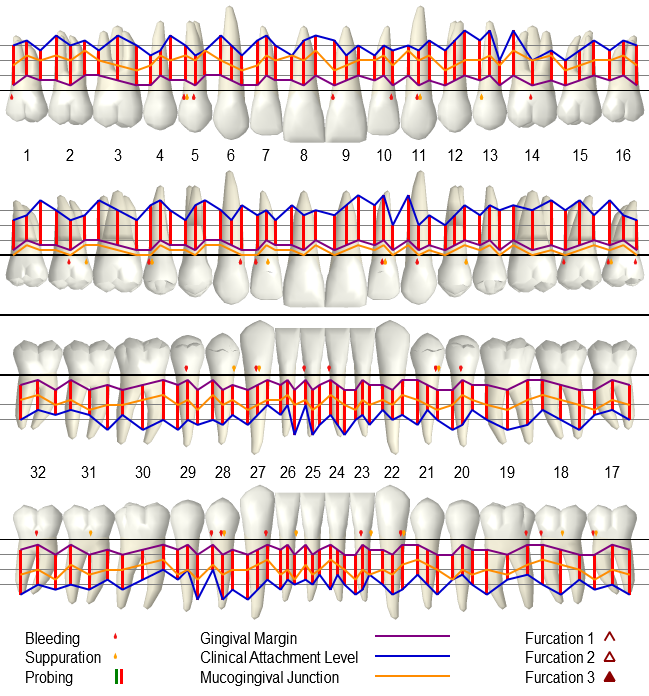 1 2 3 4 5 6 7 8 9 10 11 12 13 14 15 16
32 31 30 29 28 27 26 25 24 23 22 21 20 19 18 17
Bleeding Gingival Margin Furcation 1
Suppuration Clinical Attachment Level Furcation 2
Probing Mucogingival Junction Furcation 3